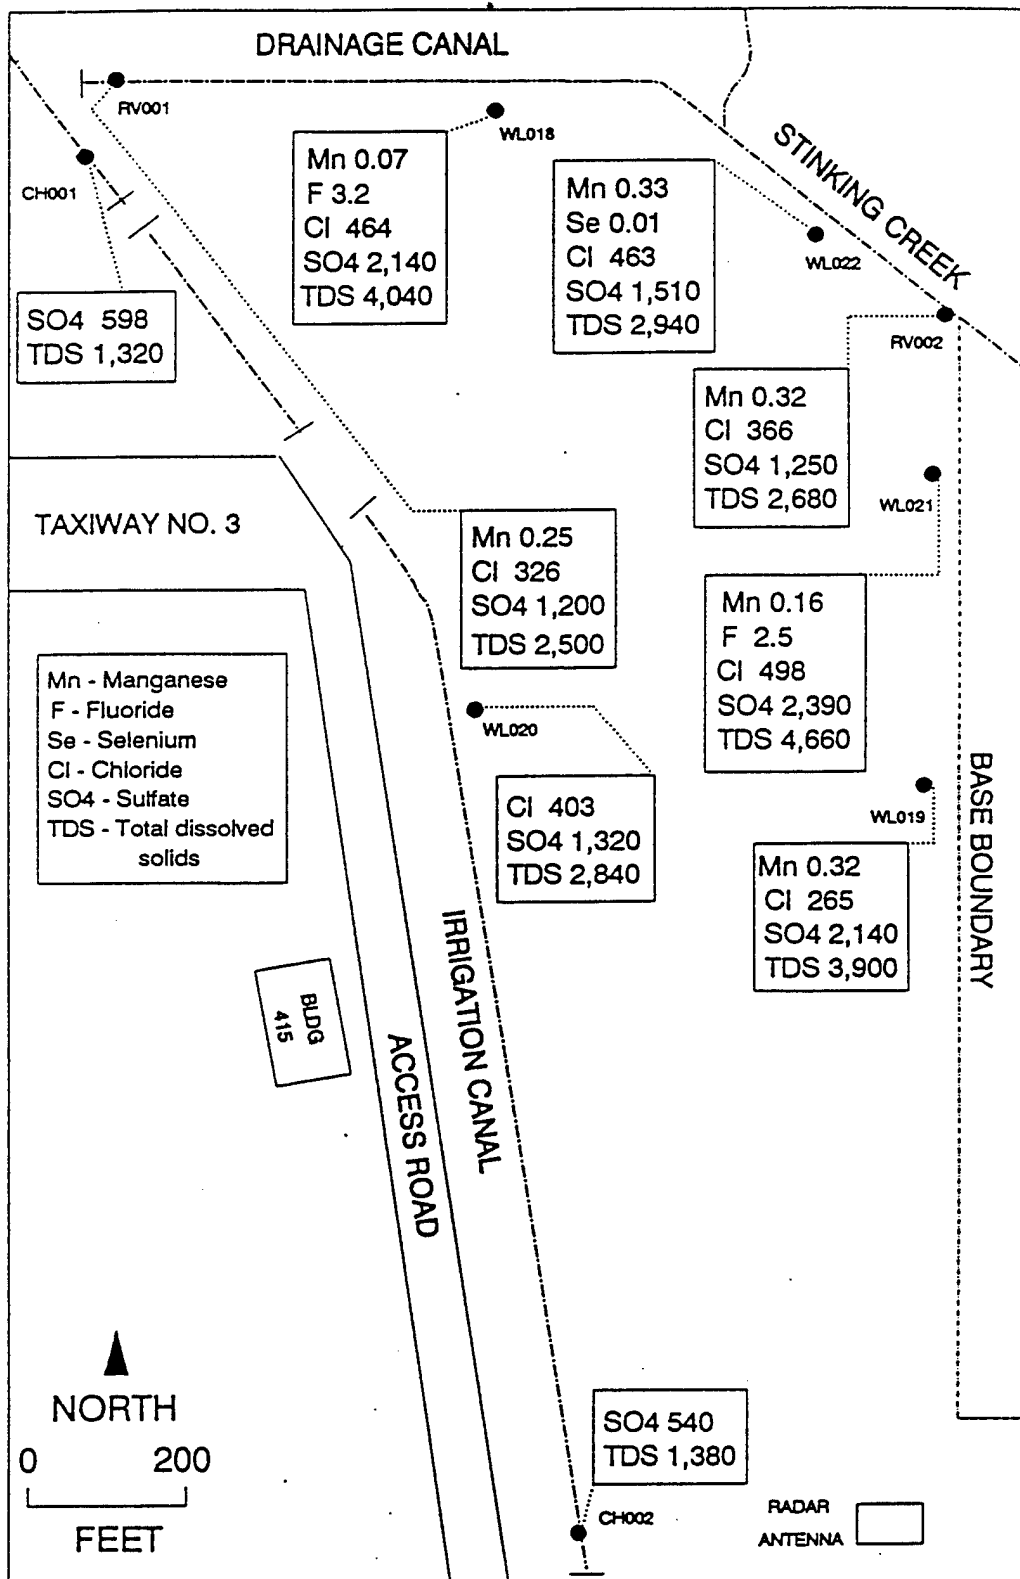 DRAINAGE CANAL
RV001
WL018
CH001
Mn 0.07
F 3.2
Cl 464
SO4 2,140
TDS 4,040
Mn 0.33
Se 0.01
Cl 463
SO4 1,510
TDS 2,940
STINKING CREEK
WL022
SO4 598
TDS 1,320
RV002
Mn 0.32
Cl 366
SO4 1,250
TDS 2,680
WL021
TAXIWAY NO. 3
Mn 0.25
Cl 326
SO4 1,200
TDS 2,500
Mn 0.16
F 2.5
Cl 498
SO4 2,390
TDS 4,660
Mn - Manganese
F - Fluoride
Se - Selenium
Cl - Chloride
SO4 - Sulfate
TDS - Total dissolved
solids
WL020
Cl 403
SO4 1,320
TDS 2,840
WL019
Mn 0.32
Cl 265
SO4 2,140
TDS 3,900
BASE BOUNDARY
IRRIGATION CANAL
ACCESS ROAD
BLDG
415
NORTH
0 200
FEET
SO4 540
TDS 1,380
CH002
RADAR
ANTENNA